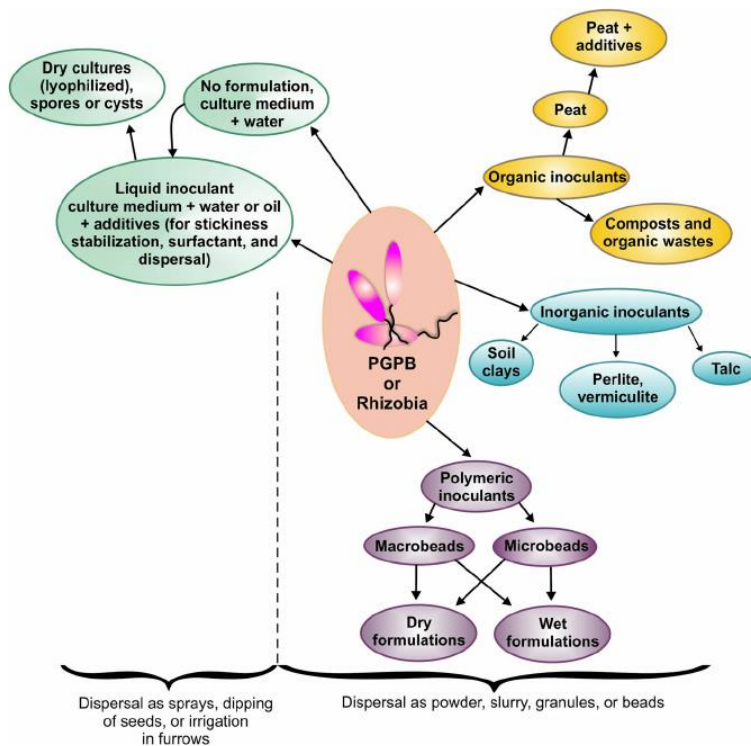 Dry cultures
(lyophilized),
spores or cysts
No formulation,
culture medium
+ water
Liquid inoculant
culture medium + water or oil
+ additives (for stickiness
stabilization, surfactant, and
dispersal)
Peat +
additives
Peat
Organic inoculants
Composts and
organic wastes
PGPB
or
Rhizobia
Inorganic inoculants
Soil
clays
Perlite,
vermiculite
Talc
Polymeric
inoculants
Macrobeads
Microbeads
Dry
formulations
Wet
formulations
Dispersal as sprays, dipping
of seeds, or irrigation
in furrows
Dispersal as powder, slurry, granules, or beads